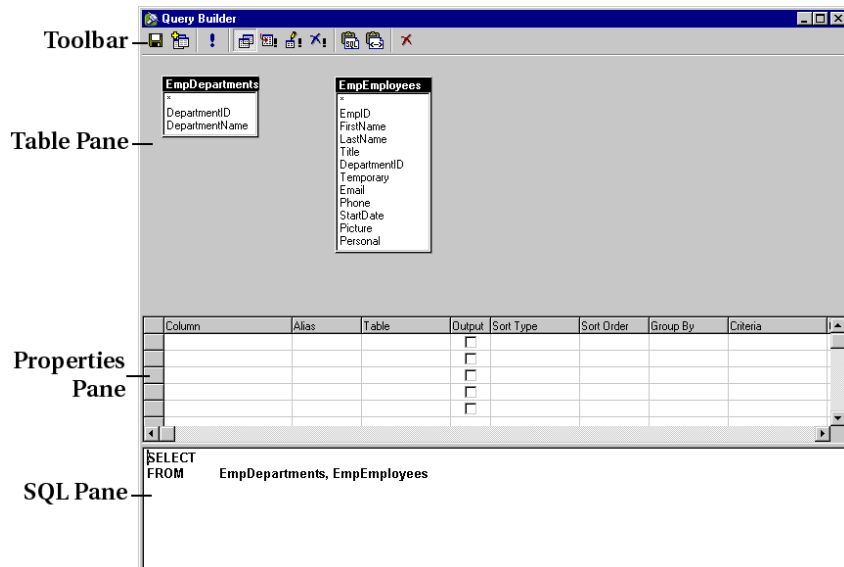 Query Builder
Toolbar
SQL
EmpDepartments
*
DepartmentID
DepartmentName
EmpEmployees
*
EmpID
FirstName
LastName
Title
DepartmentID
Temporary
Email
Phone
StartDate
Picture
Personal
Table Pane
Column Alias Table Output Sort Type Sort Order Group By Criteria
Properties
Pane
SELECT
FROM EmpDepartments, EmpEmployees
SQL Pane